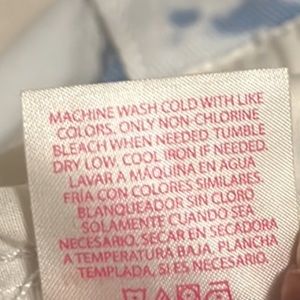 MACHINE WASH COLD WITH LIKE
COLORS, ONLY NON-CHLORINE
BLEACH WHEN NEEDED. TUMBLE
DRY LOW, COOL IRON IF NEEDED.
LAVAR A MÁQUINA EN AGUA
FRÍA CON COLORES SIMILARES.
BLANQUEADOR SIN CLORO
SOLAMENTE CUANDO SEA
NECESARIO, SECAR EN SECADORA
A TEMPERATURA BAJA, PLANCHA
TEMPLADA, SI ES NECESARIO.